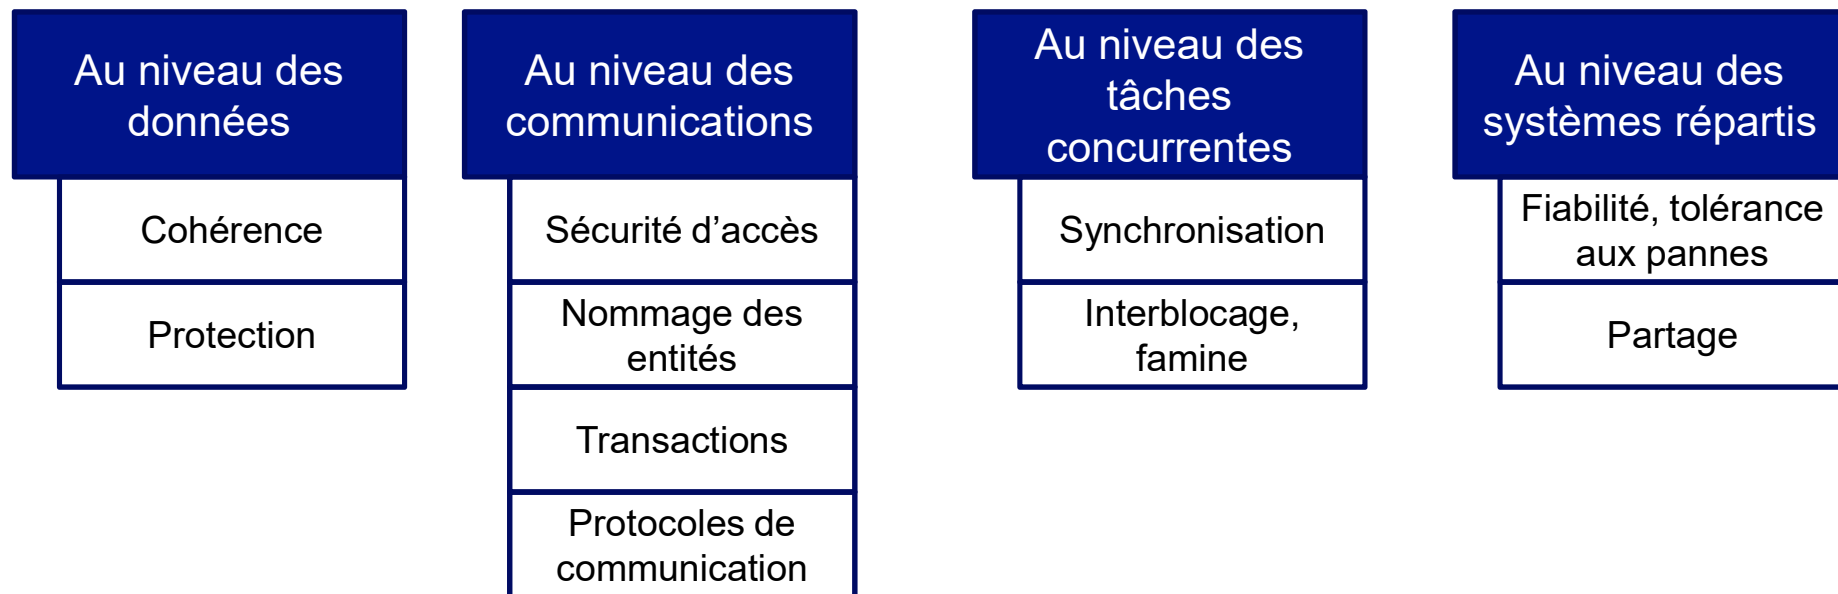 Au niveau des
données
Cohérence
Protection
Au niveau des
communications
Sécurité d’accès
Nommage des
entités
Transactions
Protocoles de
communication
Au niveau des
tâches
concurrentes
Synchronisation
Interblocage,
famine
Au niveau des
systèmes répartis
Fiabilité, tolérance
aux pannes
Partage